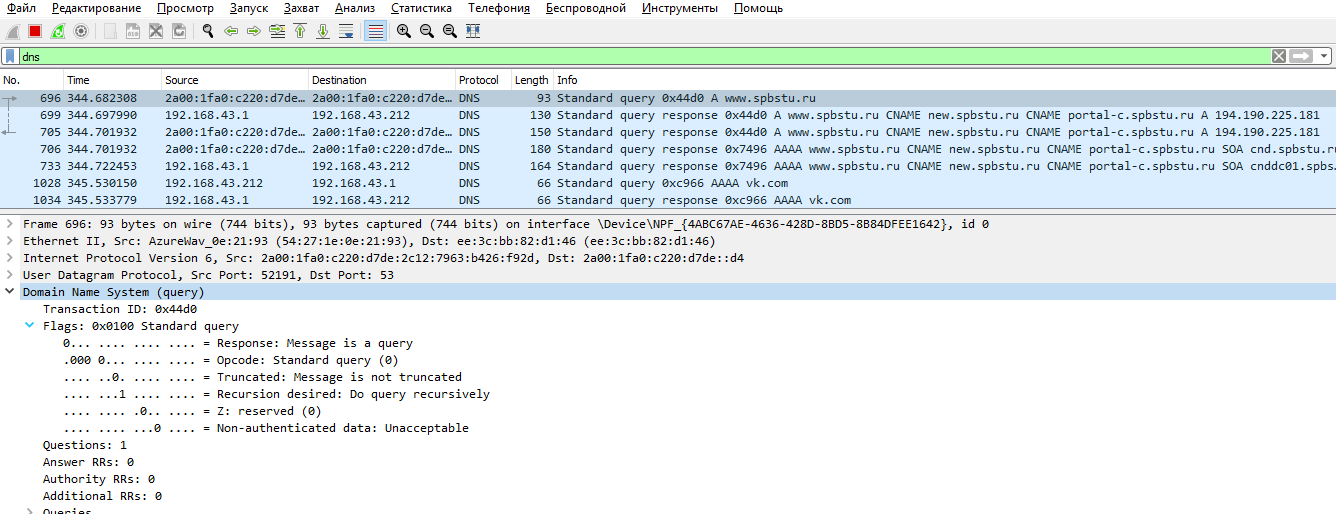 Файл Редактирование Просмотр Запуск Захват Анализ Статистика Телефония Беспроводной Инструменты Помощь
dns
No. Time Source Destination Protocol Length Info
696 344.682308 2a00:1fa0:c220:d7de… 2a00:1fa0:c220:d7de… DNS 93 Standard query 0x44d0 A www.spbstu.ru
699 344.697990 192.168.43.1 192.168.43.212 DNS 130 Standard query response 0x44d0 A www.spbstu.ru CNAME new.spbstu.ru CNAME portal-c.spbstu.ru A 194.190.225.181
705 344.701932 2a00:1fa0:c220:d7de… 2a00:1fa0:c220:d7de… DNS 150 Standard query response 0x44d0 A www.spbstu.ru CNAME new.spbstu.ru CNAME portal-c.spbstu.ru A 194.190.225.181
706 344.701932 2a00:1fa0:c220:d7de… 2a00:1fa0:c220:d7de… DNS 180 Standard query response 0x7496 AAAA www.spbstu.ru CNAME new.spbstu.ru CNAME portal-c.spbstu.ru SOA cnd.spbstu.ru
733 344.722453 192.168.43.1 192.168.43.212 DNS 164 Standard query response 0x7496 AAAA www.spbstu.ru CNAME new.spbstu.ru CNAME portal-c.spbstu.ru SOA cnddc01.spbs
1028 345.530150 192.168.43.212 192.168.43.1 DNS 66 Standard query 0xc966 AAAA vk.com
1034 345.533779 192.168.43.1 192.168.43.212 DNS 66 Standard query response 0xc966 AAAA vk.com
Frame 696: 93 bytes on wire (744 bits), 93 bytes captured (744 bits) on interface \Device\NPF_{4ABC67AE-4636-428D-8BD5-8B84DFEE1642}, id 0
Ethernet II, Src: AzureWav_0e:21:93 (54:27:1e:0e:21:93), Dst: ee:3c:bb:82:d1:46 (ee:3c:bb:82:d1:46)
Internet Protocol Version 6, Src: 2a00:1fa0:c220:d7de:2c12:7963:b426:f92d, Dst: 2a00:1fa0:c220:d7de::d4
User Datagram Protocol, Src Port: 52191, Dst Port: 53
Domain Name System (query)
Transaction ID: 0x44d0
Flags: 0x0100 Standard query
0... .... .... .... = Response: Message is a query
.000 0... .... .... = Opcode: Standard query (0)
.... ..0. .... .... = Truncated: Message is not truncated
.... ...1 .... .... = Recursion desired: Do query recursively
.... .... .0.. .... = Z: reserved (0)
.... .... ...0 .... = Non-authenticated data: Unacceptable
Questions: 1
Answer RRs: 0
Authority RRs: 0
Additional RRs: 0
Queries